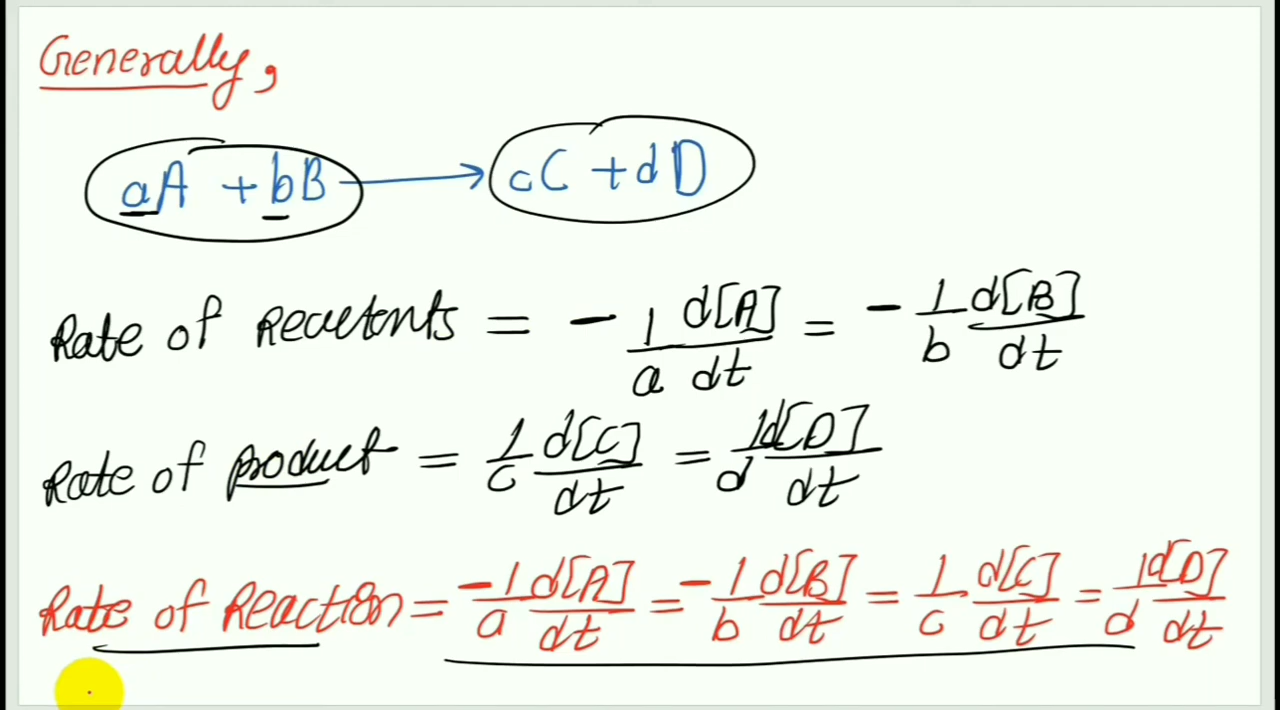 Generally,
aA + bB → cC + dD
Rate of Reactents = - 1/a d[A]/dt = - 1/b d[B]/dt
Rate of product = 1/c d[C]/dt = 1/d d[D]/dt
Rate of Reaction = -1/a d[A]/dt = -1/b d[B]/dt = 1/c d[C]/dt = 1/d d[D]/dt